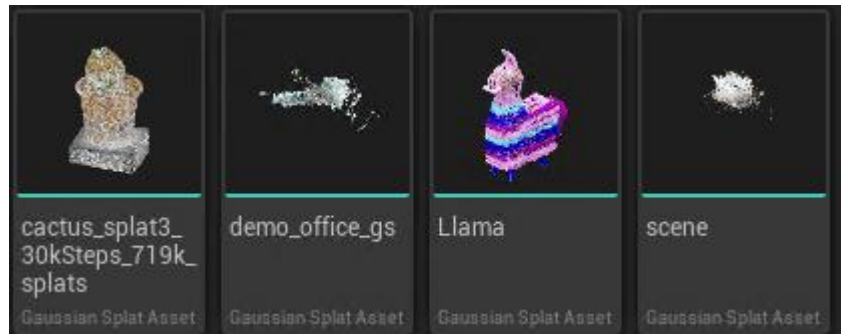 cactus_splat3_
30kSteps_719k_
splats
Gaussian Splat Asset
demo_office_gs
Gaussian Splat Asset
Llama
Gaussian Splat Asset
scene
Gaussian Splat Asset